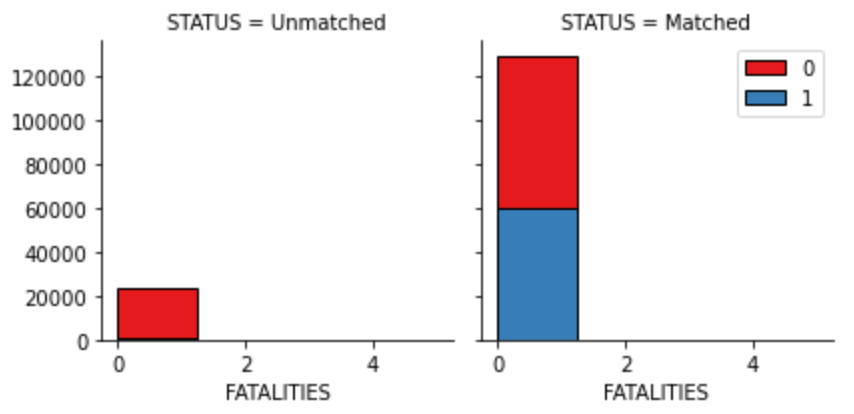 STATUS = Unmatched
STATUS = Matched
120000
100000
80000
60000
40000
20000
0
0 2 4
0 2 4
FATALITIES
FATALITIES
0
1